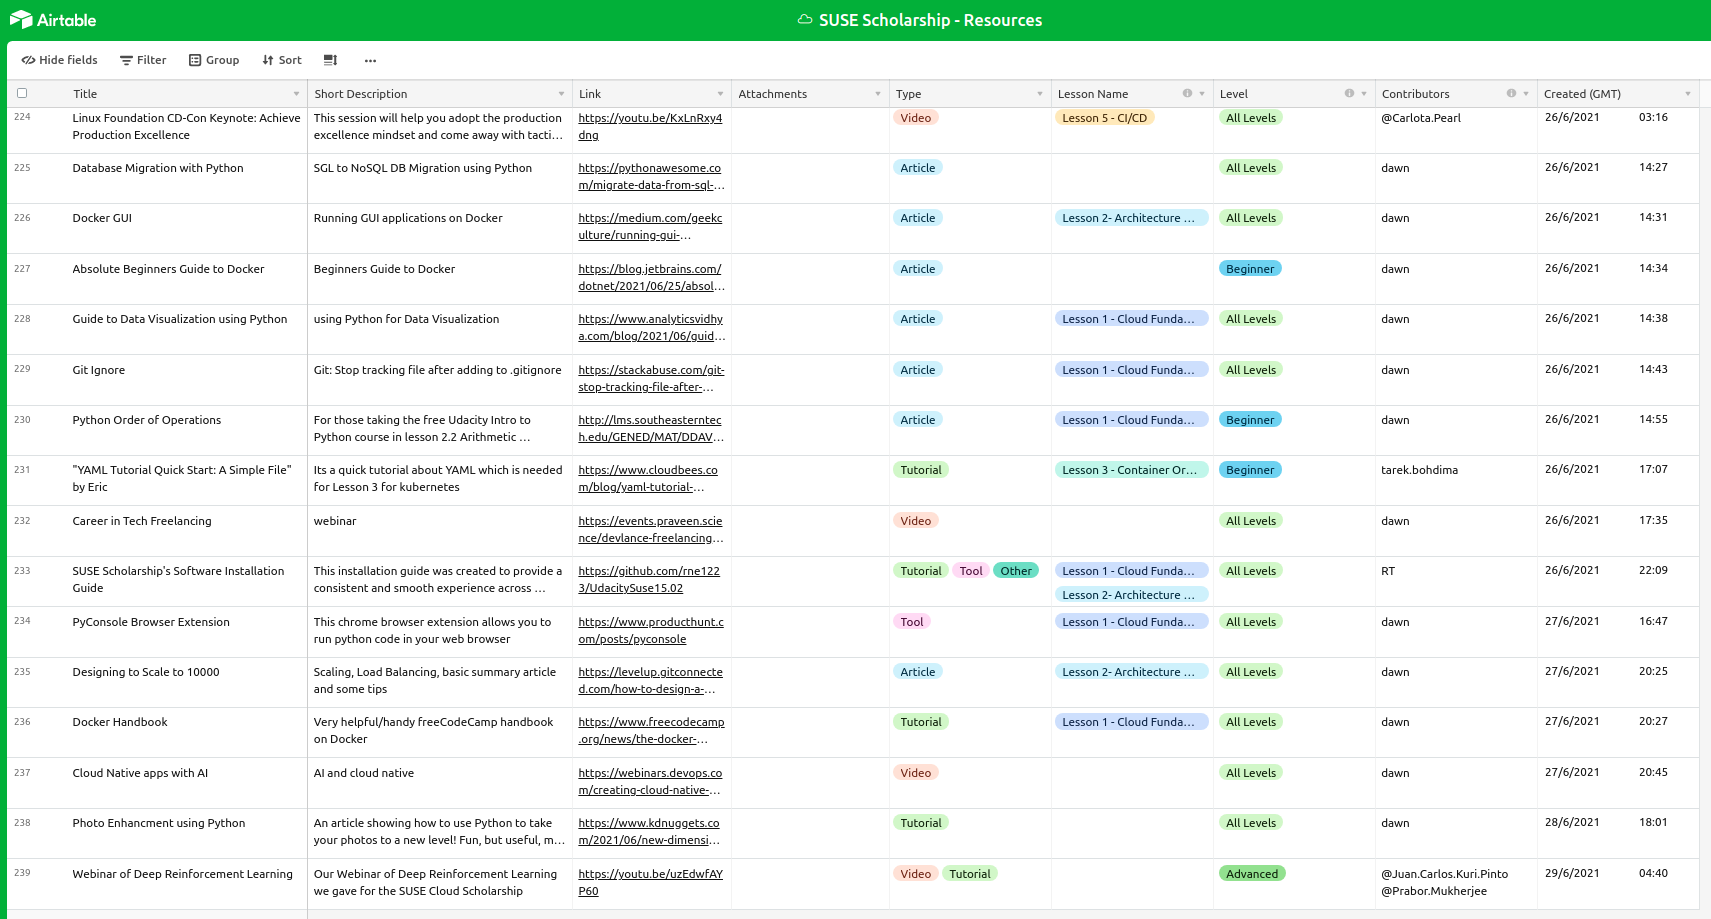 Airtable
SUSE Scholarship - Resources
Hide fields Filter Group Sort ...
Title Short Description Link Attachments Type Lesson Name Level Contributors Created (GMT)
224 Linux Foundation CD-Con Keynote: Achieve This session will help you adopt the production https://youtu.be/KxLnRxy4 Video Lesson 5 - CI/CD All Levels @Carlota.Pearl 26/6/2021 03:16
Production Excellence excellence mindset and come away with tacti... dng
225 Database Migration with Python SGL to NoSQL DB Migration using Python https://pythonawesome.co Article All Levels dawn 26/6/2021 14:27
m/migrate-data-from-sql-...
226 Docker GUI Running GUI applications on Docker https://medium.com/geekc Article Lesson 2- Architecture ... All Levels dawn 26/6/2021 14:31
ulture/running-gui-...
227 Absolute Beginners Guide to Docker Beginners Guide to Docker https://blog.jetbrains.com/ Article Beginner dawn 26/6/2021 14:34
dotnet/2021/06/25/absol...
228 Guide to Data Visualization using Python using Python for Data Visualization https://www.analyticsvidhy Article Lesson 1 - Cloud Funda... All Levels dawn 26/6/2021 14:38
a.com/blog/2021/06/guid...
229 Git Ignore Git: Stop tracking file after adding to .gitignore https://stackabuse.com/git- Article Lesson 1 - Cloud Funda... All Levels dawn 26/6/2021 14:43
stop-tracking-file-after-...
230 Python Order of Operations For those taking the free Udacity Intro to http://lms.southeasterntec Article Lesson 1 - Cloud Funda... Beginner dawn 26/6/2021 14:55
Python course in lesson 2.2 Arithmetic ... h.edu/GENED/MAT/DDAV...
231 "YAML Tutorial Quick Start: A Simple File" Its a quick tutorial about YAML which is needed https://www.cloudbees.co Tutorial Lesson 3 - Container Or... Beginner tarek.bohdima 26/6/2021 17:07
by Eric for Lesson 3 for kubernetes m/blog/yaml-tutorial-...
232 Career in Tech Freelancing webinar https://events.praveen.scie Video All Levels dawn 26/6/2021 17:35
nce/devlance-freelancing...
233 SUSE Scholarship's Software Installation This installation guide was created to provide a https://github.com/rne122 Tutorial Tool Other Lesson 1 - Cloud Funda... All Levels RT 26/6/2021 22:09
Guide consistent and smooth experience across ... 3/UdacitySuse15.02 Lesson 2- Architecture ...
234 PyConsole Browser Extension This chrome browser extension allows you to https://www.producthunt.c Tool Lesson 1 - Cloud Funda... All Levels dawn 27/6/2021 16:47
run python code in your web browser om/posts/pyconsole
235 Designing to Scale to 10000 Scaling, Load Balancing, basic summary article https://levelup.gitconnecte Article Lesson 2- Architecture ... All Levels dawn 27/6/2021 20:25
and some tips d.com/how-to-design-a-...
236 Docker Handbook Very helpful/handy freeCodeCamp handbook https://www.freecodecamp Tutorial Lesson 1 - Cloud Funda... All Levels dawn 27/6/2021 20:27
on Docker .org/news/the-docker-...
237 Cloud Native apps with AI AI and cloud native https://webinars.devops.co Video All Levels dawn 27/6/2021 20:45
m/creating-cloud-native-...
238 Photo Enhancment using Python An article showing how to use Python to take https://www.kdnuggets.co Tutorial All Levels dawn 28/6/2021 18:01
your photos to a new level! Fun, but useful, m... m/2021/06/new-dimensi...
239 Webinar of Deep Reinforcement Learning Our Webinar of Deep Reinforcement Learning https://youtu.be/uzEdwfAY Video Tutorial Advanced @Juan.Carlos.Kuri.Pinto 29/6/2021 04:40
we gave for the SUSE Cloud Scholarship P60 @Prabor.Mukherjee